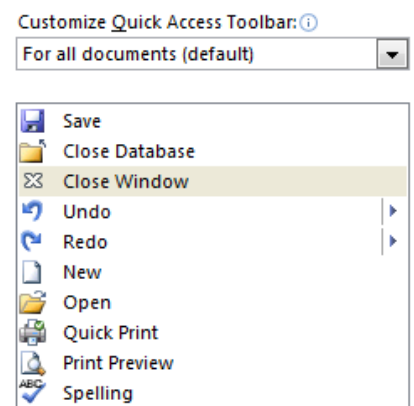 Customize Quick Access Toolbar:
For all documents (default)
Save
Close Database
Close Window
Undo
Redo
New
Open
Quick Print
Print Preview
ABC
Spelling